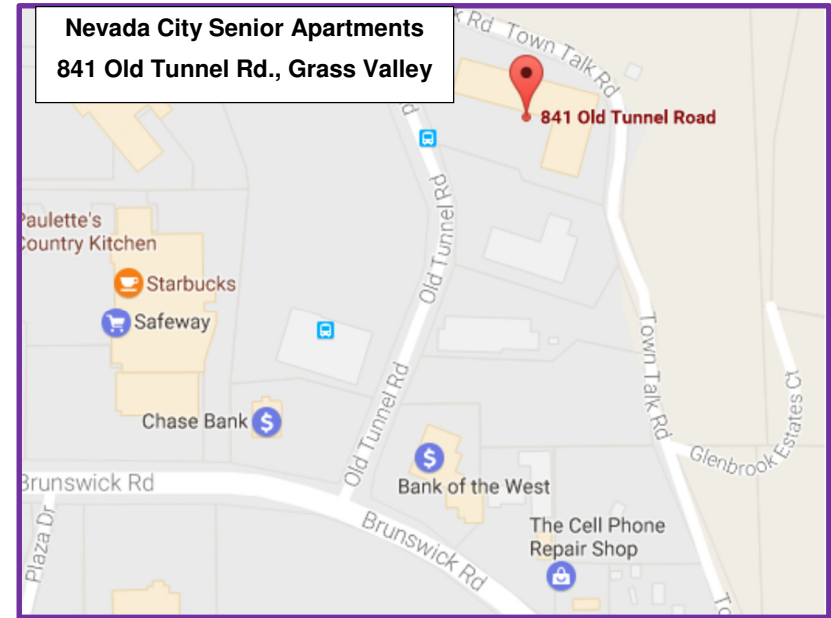 Nevada City Senior Apartments
841 Old Tunnel Rd., Grass Valley
k Rd
Town Talk Rd
d
841 Old Tunnel Road
Old Tunnel Rd
Paulette's
Country Kitchen
Starbucks
Safeway
Town Talk Rd
Old Tunnel Rd
Chase Bank
$
Glenbrook Estates Ct
$
Bank of the West
Brunswick Rd
Plaza Dr
Brunswick Rd
The Cell Phone
Repair Shop
To